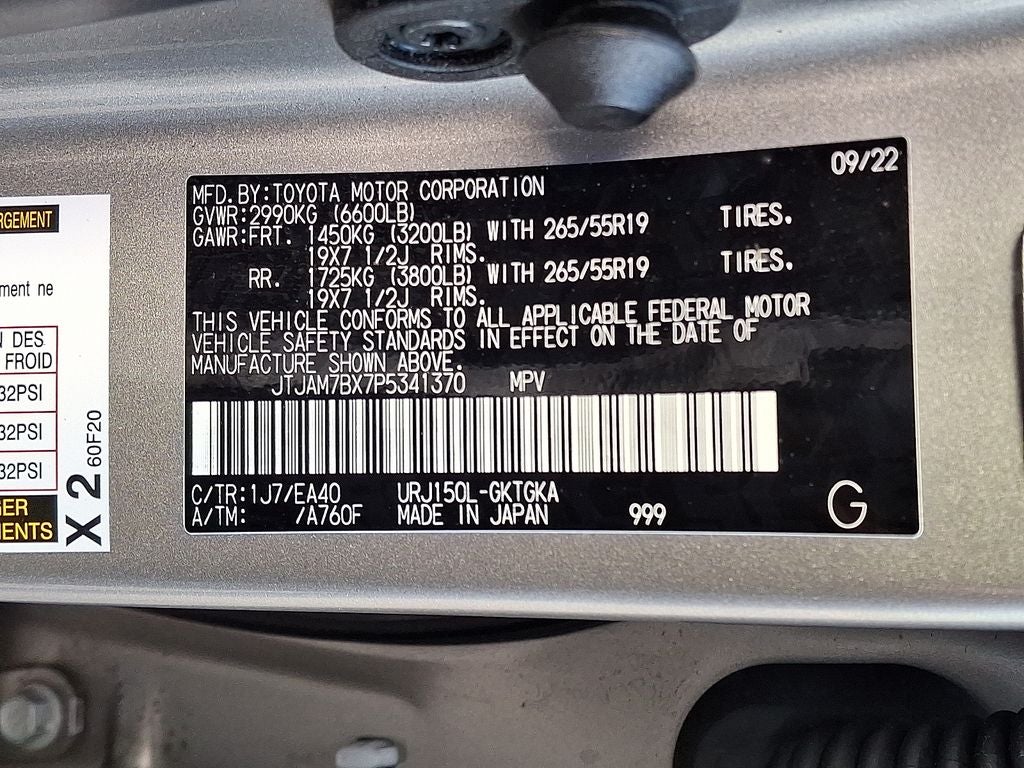 09/22
MFD.BY:TOYOTA MOTOR CORPORATION
GVWR:2990KG (6600LB)
GAWR:FRT. 1450KG (3200LB) WITH 265/55R19 TIRES.
19X7 1/2J RIMS.
RR. 1725KG (3800LB) WITH 265/55R19 TIRES.
19X7 1/2J RIMS.
THIS VEHICLE CONFORMS TO ALL APPLICABLE FEDERAL MOTOR
VEHICLE SAFETY STANDARDS IN EFFECT ON THE DATE OF
MANUFACTURE SHOWN ABOVE.
JTJAM7BX7P5341370 MPV
C/TR:1J7/EA40 URJ150L-GKTGKA
A/TM: /A760F MADE IN JAPAN 999 G
RGEMENT
ment ne
N DES
FROID
32PSI
32PSI
32PSI
GER
MENTS
X 2 60F20